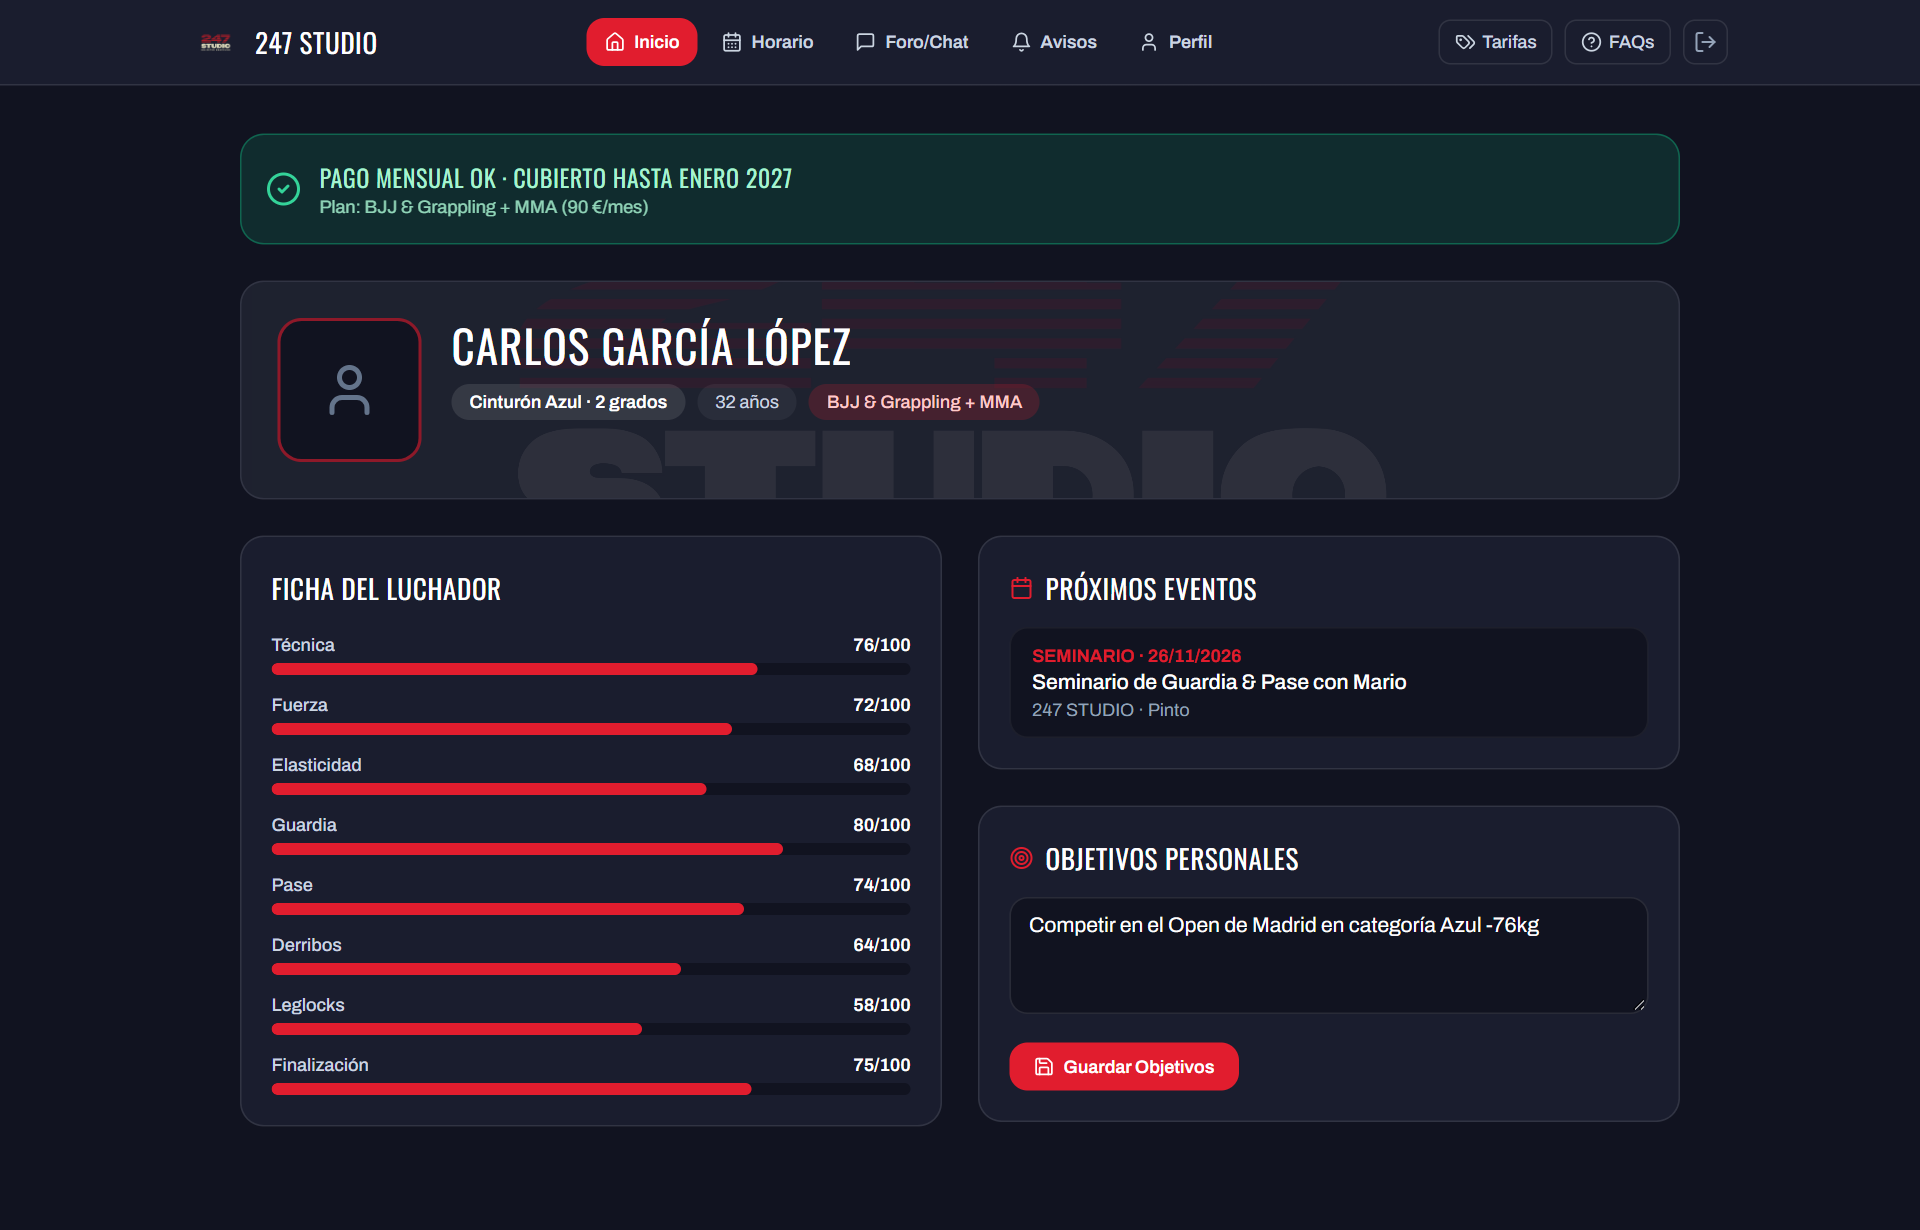 247 STUDIO
247 STUDIO
Inicio
Horario
Foro/Chat
Avisos
Perfil
Tarifas
FAQs
PAGO MENSUAL OK · CUBIERTO HASTA ENERO 2027
Plan: BJJ & Grappling + MMA (90 €/mes)
247
CARLOS GARCÍA LÓPEZ
Cinturón Azul · 2 grados
32 años
BJJ & Grappling + MMA
STUDIO
FICHA DEL LUCHADOR
Técnica 76/100
Fuerza 72/100
Elasticidad 68/100
Guardia 80/100
Pase 74/100
Derribos 64/100
Leglocks 58/100
Finalización 75/100
PRÓXIMOS EVENTOS
SEMINARIO · 26/11/2026
Seminario de Guardia & Pase con Mario
247 STUDIO · Pinto
OBJETIVOS PERSONALES
Competir en el Open de Madrid en categoría Azul -76kg
Guardar Objetivos